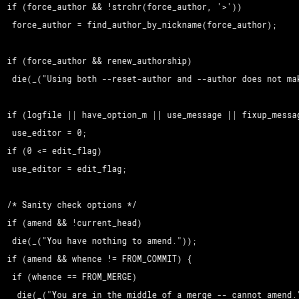 if (force_author && !strchr(force_author, '>'))
force_author = find_author_by_nickname(force_author);
if (force_author && renew_authorship)
die(_("Using both --reset-author and --author does not
if (logfile || have_option_m || use_message ||
use_editor = 0;
if (0 <= edit_flag)
use_editor = edit_flag;
/* Sanity check options */
if (amend && !current_head)
die(_("You have nothing to amend."));
if (amend && whence != FROM_COMMIT) {
if (whence == FROM_MERGE)
die(_("You are in the middle of a merge -- cannot amend.